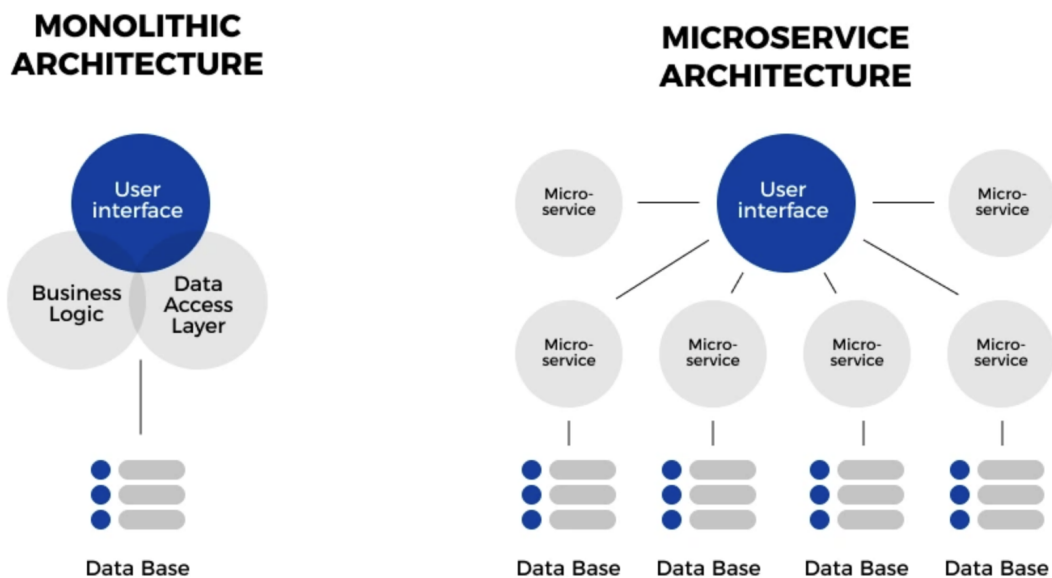 MONOLITHIC
ARCHITECTURE
User
interface
Business
Logic
Data
Access
Layer
Data Base
MICROSERVICE
ARCHITECTURE
Micro-
service
User
interface
Micro-
service
Micro-
service
Micro-
service
Micro-
service
Micro-
service
Data Base
Data Base
Data Base
Data Base